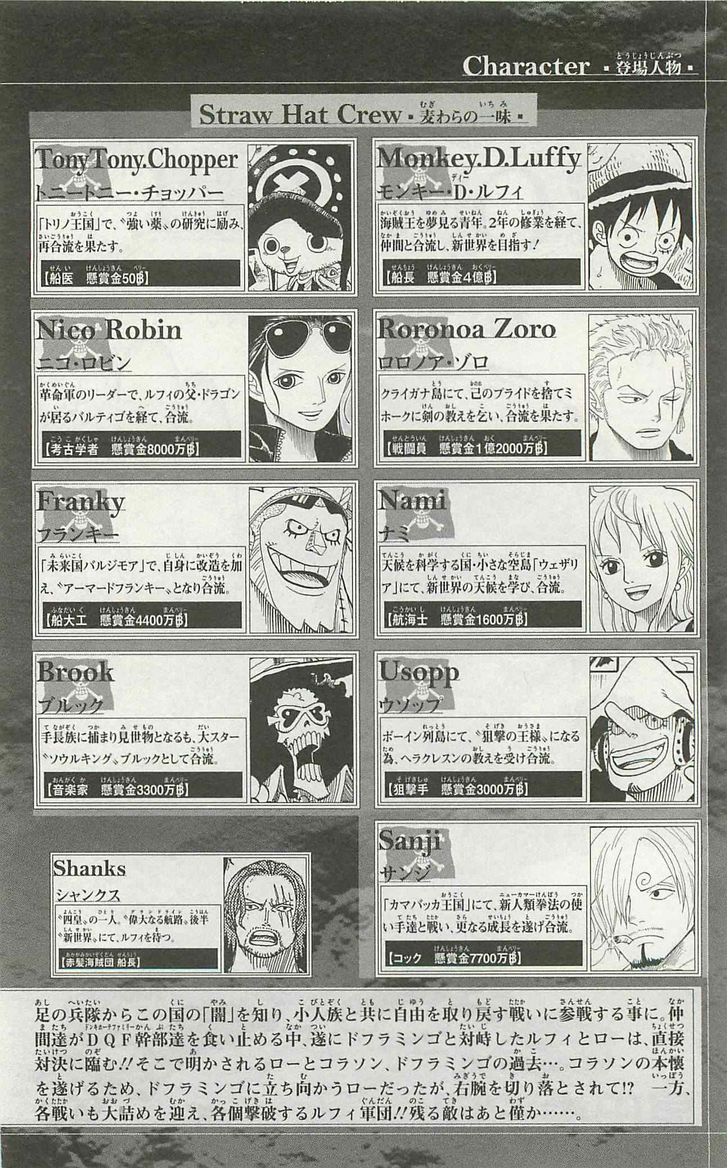 Character ・登場人物・
Straw Hat Crew ・麦わらの一味・
Monkey.D.Luffy
モンキー・D・ルフィ
海賊王を夢見る青年。2年の修業を経て、
仲間と合流し、新世界を目指す!
【船長 懸賞金4億฿】
TonyTony.Chopper
トニートニー・チョッパー
「トリノ王国」で、〝強い薬〟の研究に励み、
再合流を果たす。
【船医 懸賞金50฿】
Roronoa Zoro
ロロノア・ゾロ
クライガナ島にて、己のプライドを捨てミ
ホークに剣の教えを乞い、合流を果たす。
【戦闘員 懸賞金1億2000万฿】
Nico Robin
ニコ・ロビン
革命軍のリーダーで、ルフィの父・ドラゴン
が居るバルティゴを経て、合流。
【考古学者 懸賞金8000万฿】
Nami
ナミ
天候を科学する国・小さな空島「ウェザリ
ア」にて、新世界の天候を学び、合流。
【航海士 懸賞金1600万฿】
Franky
フランキー
「未来国バルジモア」で、自身に改造を加
え、〝アーマードフランキー〟となり合流。
【船大工 懸賞金4400万฿】
Usopp
ウソップ
ボーイン列島にて、〝狙撃の王様〟になる
為、ヘラクレスンの教えを受け合流。
【狙撃手 懸賞金3000万฿】
Brook
ブルック
手長族に捕まり見世物となるも、大スター
〝ソウルキング〟ブルックとして合流。
【音楽家 懸賞金3300万฿】
Sanji
サンジ
「カマバッカ王国」にて、新人類拳法の使
い手達と戦い、更なる成長を遂げ合流。
【コック 懸賞金7700万฿】
Shanks
シャンクス
〝四皇〟の一人。〝偉大なる航路〟後半
〝新世界〟にて、ルフィを待つ。
【赤髪海賊団 船長】
足の兵隊からこの国の「闇」を知り、小人族と共に自由を取り戻す戦いに参戦する事に。仲
間達がDQF幹部達を食い止める中、遂にドフラミンゴと対峙したルフィとローは、直接
対決に臨む!!そこで明かされるローとコラソン、ドフラミンゴの過去…。コラソンの本懐
を遂げるため、ドフラミンゴに立ち向かうローだったが、右腕を切り落とされて!? 一方、
各戦いも大詰めを迎え、各個撃破するルフィ軍団!!残る敵はあと僅か……。